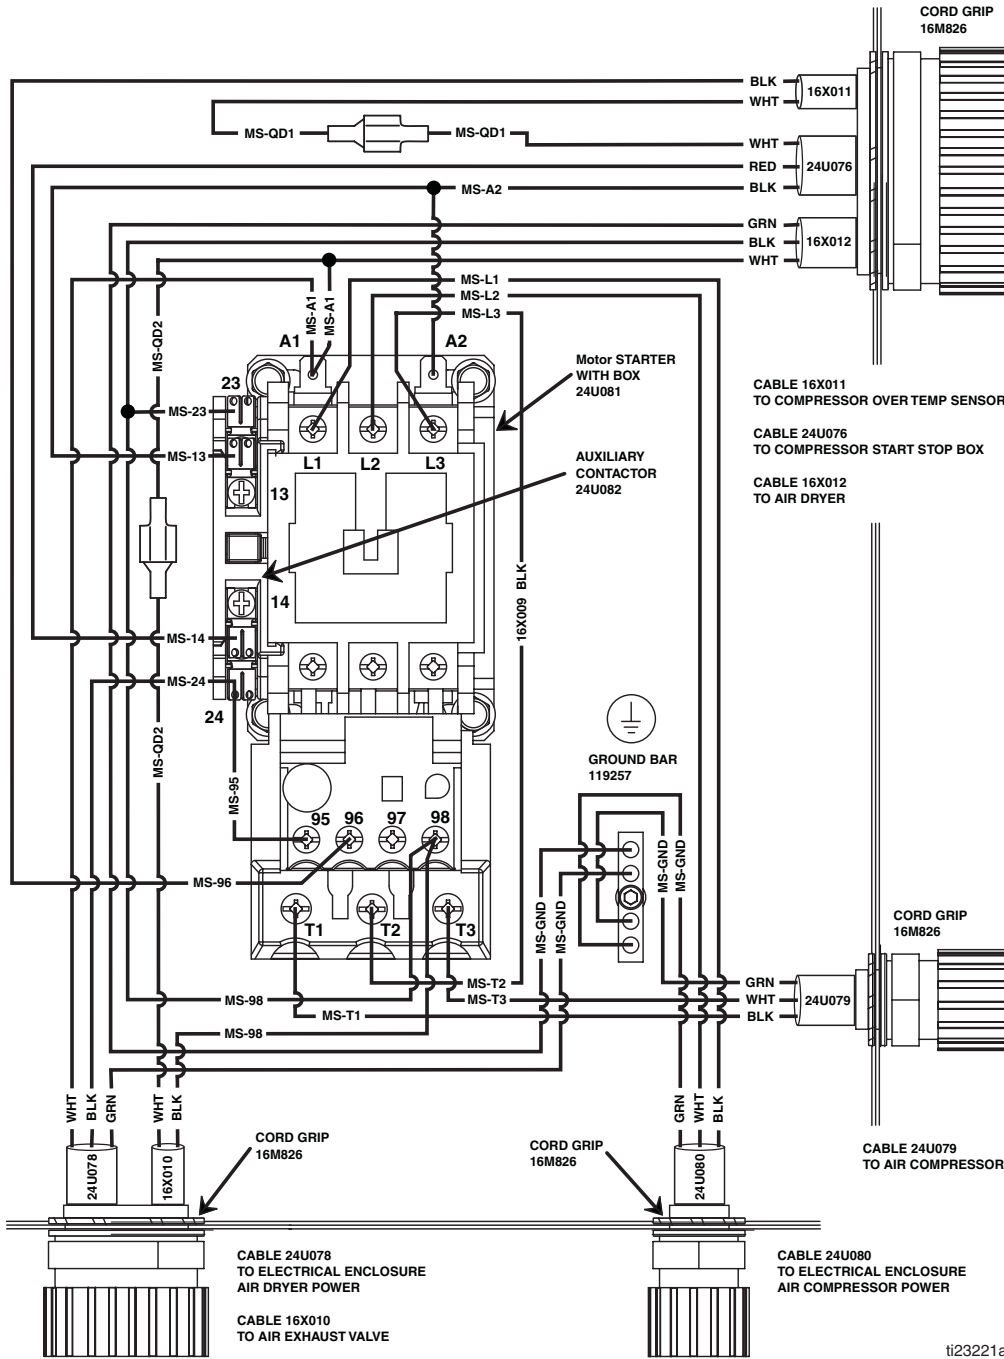 CORD GRIP
16M826
BLK
WHT
16X011
MS-QD1
MS-QD1
WHT
RED
BLK
24U076
MS-A2
GRN
BLK
WHT
16X012
MS-L1
MS-L2
MS-L3
MS-A1
MS-A1
MS-QD2
A1
A2
Motor STARTER
WITH BOX
24U081
23
MS-23
MS-13
L1
L2
L3
13
AUXILIARY
CONTACTOR
24U082
CABLE 16X011
TO COMPRESSOR OVER TEMP SENSOR
CABLE 24U076
TO COMPRESSOR START STOP BOX
CABLE 16X012
TO AIR DRYER
14
16X009 BLK
MS-14
MS-24
24
MS-QD2
MS-95
GROUND BAR
119257
95
96
97
98
MS-96
MS-GND
MS-GND
MS-GND
MS-GND
T1
T2
T3
CORD GRIP
16M826
MS-T2
MS-T3
MS-T1
MS-98
MS-98
GRN
WHT
BLK
24U079
WHT
BLK
GRN
WHT
BLK
GRN
WHT
BLK
24U078
16X010
24U080
CORD GRIP
16M826
CORD GRIP
16M826
CABLE 24U079
TO AIR COMPRESSOR
CABLE 24U078
TO ELECTRICAL ENCLOSURE
AIR DRYER POWER
CABLE 16X010
TO AIR EXHAUST VALVE
CABLE 24U080
TO ELECTRICAL ENCLOSURE
AIR COMPRESSOR POWER
ti23221a